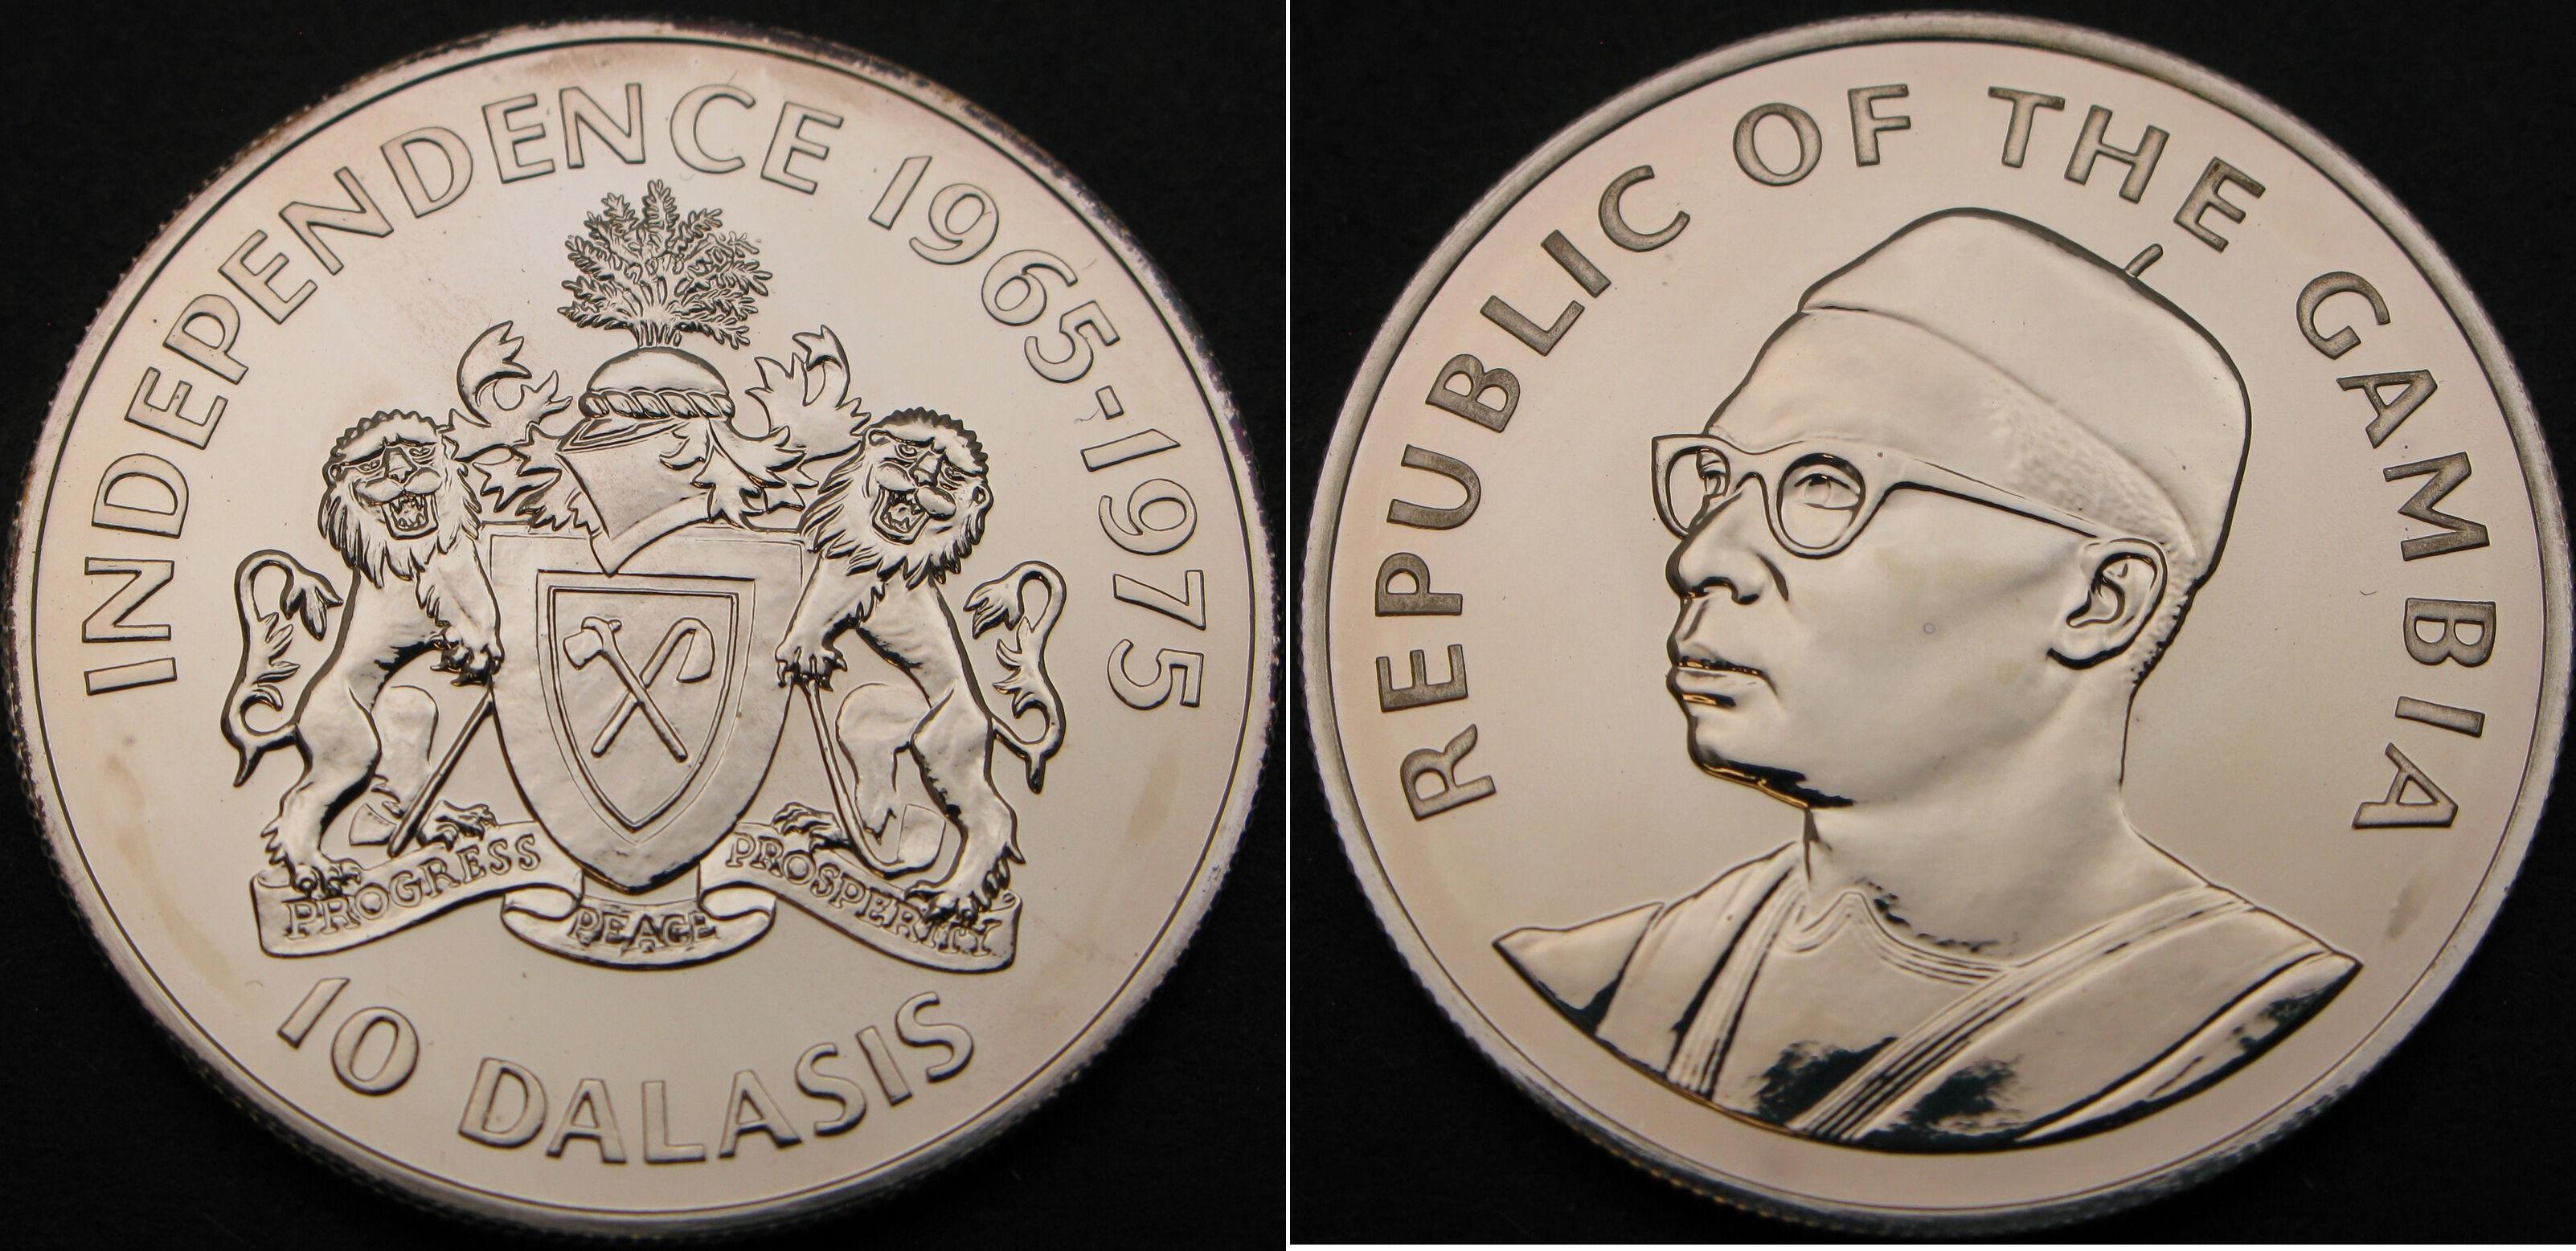 INDEPENDENCE 1965-1975
PROGRESS PEACE PROSPERITY
10 DALASIS
REPUBLIC OF THE GAMBIA